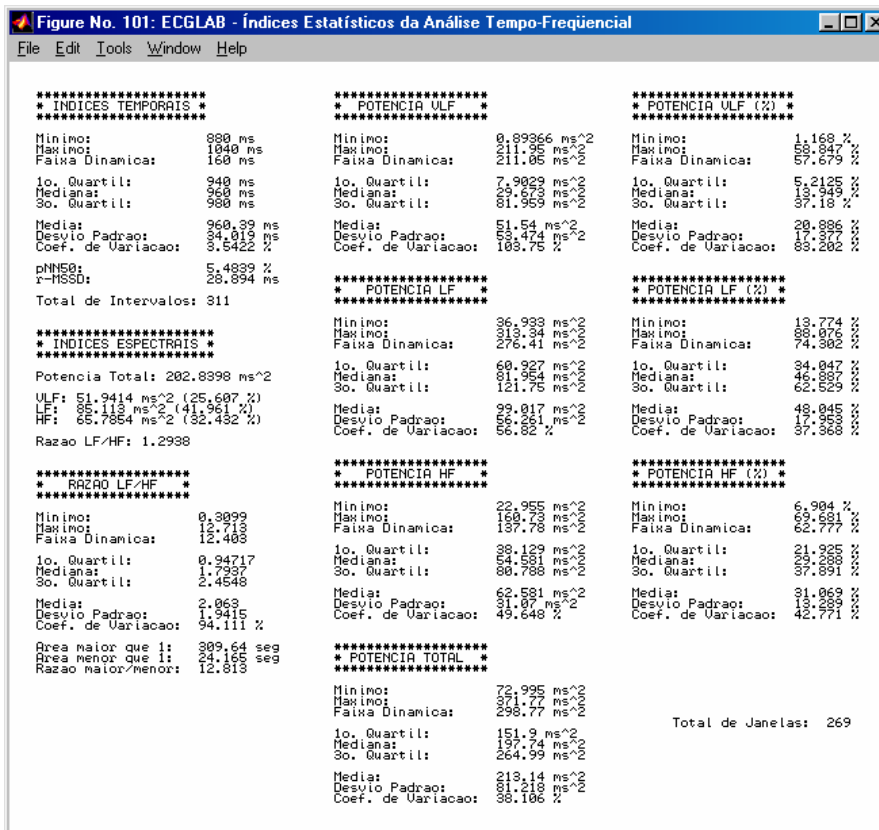 Figure No. 101: ECGLAB - Índices Estatísticos da Análise Tempo-Freqüencial
File Edit Tools Window Help
*********************
* INDICES TEMPORAIS *
*********************
Minimo: 880 ms
Maximo: 1040 ms
Faixa Dinamica: 160 ms
1o. Quartil: 940 ms
Mediana: 960 ms
3o. Quartil: 980 ms
Media: 960.39 ms
Desvio Padrao: 34.019 ms
Coef. de Variacao: 3.5422 %
pNN50: 5.4839 %
r-MSSD: 28.894 ms
Total de Intervalos: 311
**********************
* INDICES ESPECTRAIS *
**********************
Potencia Total: 202.8398 ms^2
VLF: 51.9414 ms^2 (25.607 %)
LF: 85.113 ms^2 (41.961 %)
HF: 65.7854 ms^2 (32.432 %)
Razao LF/HF: 1.2938
*******************
* RAZAO LF/HF *
*******************
Minimo: 0.3099
Maximo: 12.713
Faixa Dinamica: 12.403
1o. Quartil: 0.94717
Mediana: 1.7937
3o. Quartil: 2.4548
Media: 2.063
Desvio Padrao: 1.9415
Coef. de Variacao: 94.111 %
Area maior que 1: 309.64 seg
Area menor que 1: 24.165 seg
Razao maior/menor: 12.813
*******************
* POTENCIA VLF *
*******************
Minimo: 0.89366 ms^2
Maximo: 211.95 ms^2
Faixa Dinamica: 211.05 ms^2
1o. Quartil: 7.9029 ms^2
Mediana: 29.673 ms^2
3o. Quartil: 81.959 ms^2
Media: 51.54 ms^2
Desvio Padrao: 53.474 ms^2
Coef. de Variacao: 103.75 %
*******************
* POTENCIA LF *
*******************
Minimo: 36.933 ms^2
Maximo: 313.34 ms^2
Faixa Dinamica: 276.41 ms^2
1o. Quartil: 60.927 ms^2
Mediana: 81.954 ms^2
3o. Quartil: 121.75 ms^2
Media: 99.017 ms^2
Desvio Padrao: 56.261 ms^2
Coef. de Variacao: 56.82 %
*******************
* POTENCIA HF *
*******************
Minimo: 22.955 ms^2
Maximo: 160.73 ms^2
Faixa Dinamica: 137.78 ms^2
1o. Quartil: 38.129 ms^2
Mediana: 54.581 ms^2
3o. Quartil: 80.788 ms^2
Media: 62.581 ms^2
Desvio Padrao: 31.07 ms^2
Coef. de Variacao: 49.648 %
*******************
* POTENCIA TOTAL *
*******************
Minimo: 72.995 ms^2
Maximo: 371.77 ms^2
Faixa Dinamica: 298.77 ms^2
1o. Quartil: 151.9 ms^2
Mediana: 197.74 ms^2
3o. Quartil: 264.99 ms^2
Media: 213.14 ms^2
Desvio Padrao: 81.218 ms^2
Coef. de Variacao: 38.106 %
********************
* POTENCIA VLF (%) *
********************
Minimo: 1.168 %
Maximo: 58.847 %
Faixa Dinamica: 57.679 %
1o. Quartil: 5.2125 %
Mediana: 13.949 %
3o. Quartil: 37.18 %
Media: 20.886 %
Desvio Padrao: 17.377 %
Coef. de Variacao: 83.202 %
*******************
* POTENCIA LF (%) *
*******************
Minimo: 13.774 %
Maximo: 88.076 %
Faixa Dinamica: 74.302 %
1o. Quartil: 34.047 %
Mediana: 46.887 %
3o. Quartil: 62.529 %
Media: 48.045 %
Desvio Padrao: 17.953 %
Coef. de Variacao: 37.368 %
*******************
* POTENCIA HF (%) *
*******************
Minimo: 6.904 %
Maximo: 69.681 %
Faixa Dinamica: 62.777 %
1o. Quartil: 21.925 %
Mediana: 29.288 %
3o. Quartil: 37.891 %
Media: 31.069 %
Desvio Padrao: 13.289 %
Coef. de Variacao: 42.771 %
Total de Janelas: 269